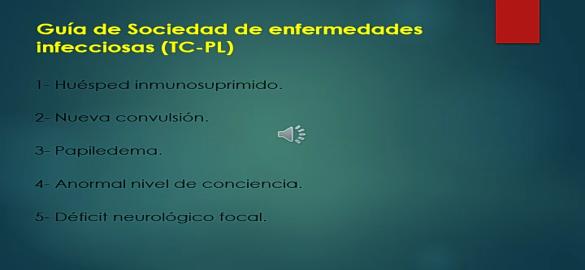 Guía de Sociedad de enfermedades
infecciosas (TC-PL)
1- Huésped inmunosuprimido.
2- Nueva convulsión.
3- Papiledema.
4- Anormal nivel de conciencia.
5- Déficit neurológico focal.